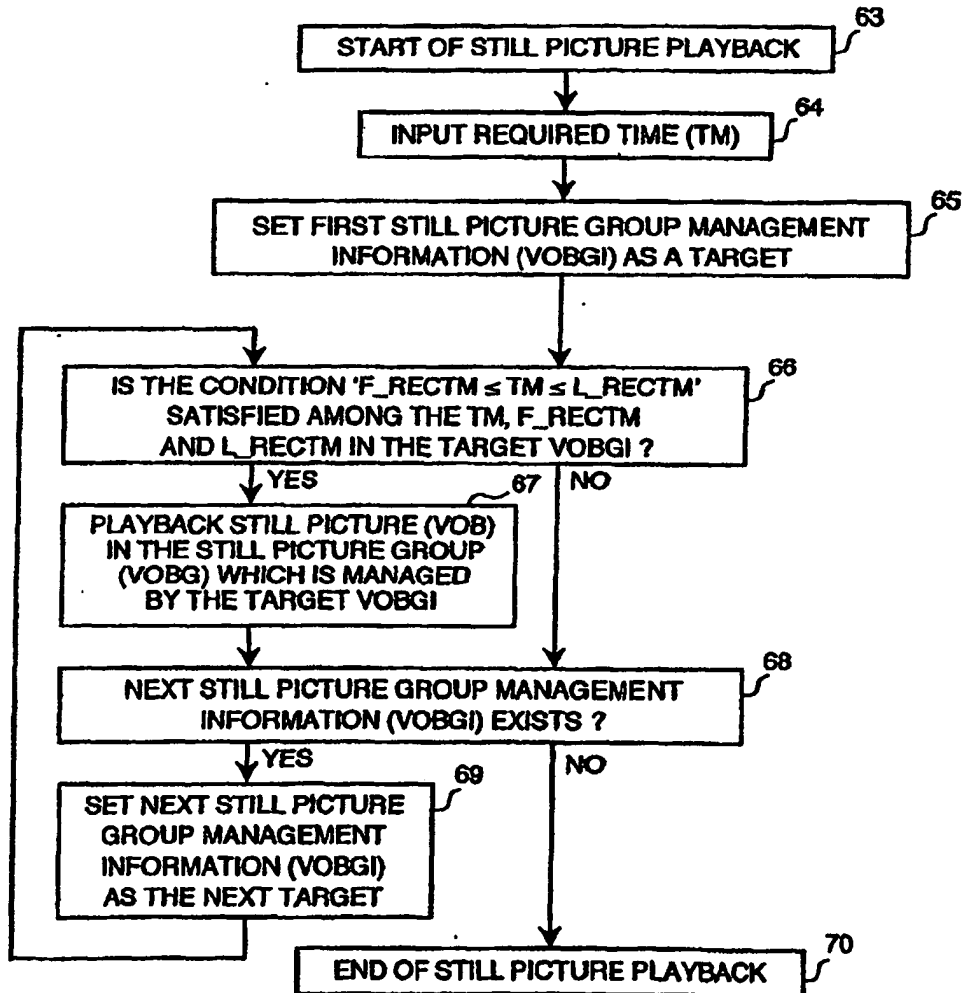 63
START OF STILL PICTURE PLAYBACK
64
INPUT REQUIRED TIME (TM)
65
SET FIRST STILL PICTURE GROUP MANAGEMENT
INFORMATION (VOBGI) AS A TARGET
66
IS THE CONDITION 'F_RECTM ≤ TM ≤ L_RECTM'
SATISFIED AMONG THE TM, F_RECTM
AND L_RECTM IN THE TARGET VOBGI ?
YES
67
NO
PLAYBACK STILL PICTURE (VOB)
IN THE STILL PICTURE GROUP
(VOBG) WHICH IS MANAGED
BY THE TARGET VOBGI
68
NEXT STILL PICTURE GROUP MANAGEMENT
INFORMATION (VOBGI) EXISTS ?
YES
69
NO
SET NEXT STILL PICTURE
GROUP MANAGEMENT
INFORMATION (VOBGI)
AS THE NEXT TARGET
70
END OF STILL PICTURE PLAYBACK